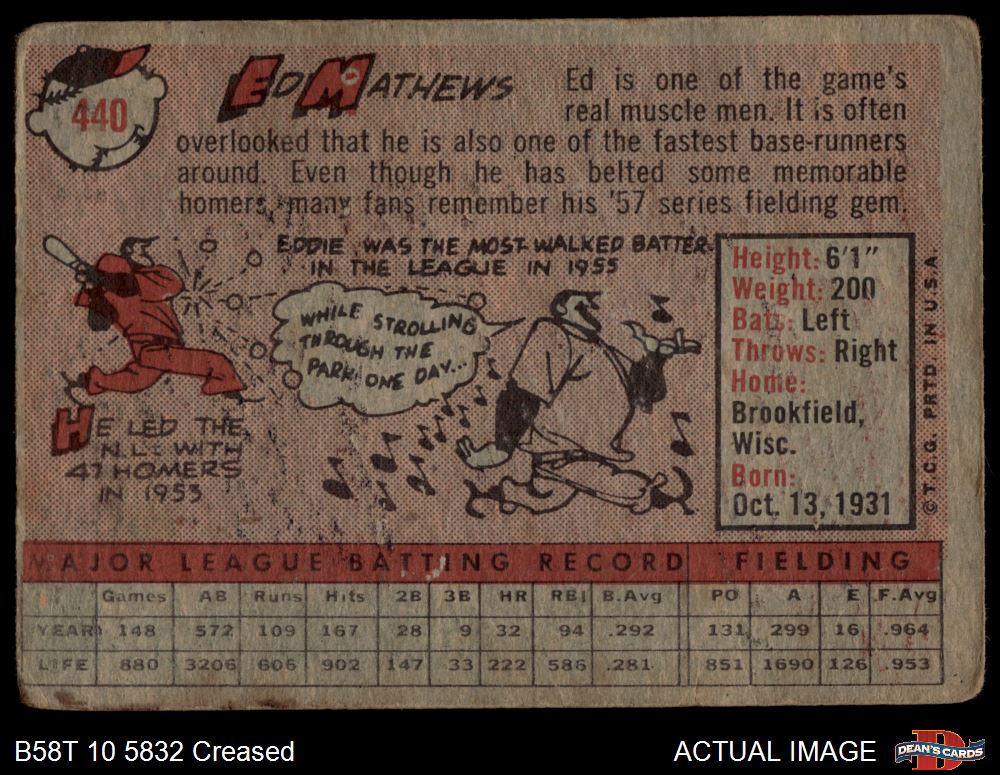 440
ED MATHEWS
Ed is one of the game's
real muscle men. It is often
overlooked that he is also one of the fastest base-runners
around. Even though he has belted some memorable
homers, many fans remember his '57 series fielding gem.
EDDIE WAS THE MOST WALKED BATTER
IN THE LEAGUE IN 1955
WHILE STROLLING
THROUGH THE
PARK ONE DAY...
HE LED THE
N.L. WITH
47 HOMERS
IN 1953
Height: 6'1"
Weight: 200
Bats: Left
Throws: Right
Home:
Brookfield,
Wisc.
Born:
Oct. 13, 1931
© T.C.G. PRTD. IN U.S.A.
MAJOR LEAGUE BATTING RECORD FIELDING
Games AB Runs Hits 2B 3B HR RBI B.Avg PO A E F.Avg
YEAR 148 572 109 167 28 9 32 94 .292 131 299 16 .964
LIFE 880 3206 606 902 147 33 222 586 .281 851 1690 126 .953
B58T 10 5832 Creased
ACTUAL IMAGE
DEAN'S CARDS